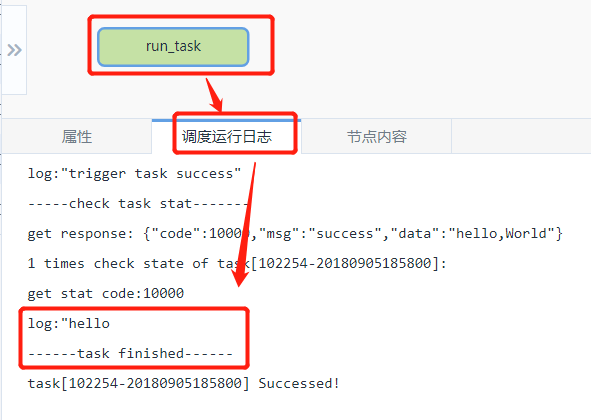 run_task
属性 调度运行日志 节点内容
log:"trigger task success"
-----check task stat-------
get response: {"code":10000,"msg":"success","data":"hello,World"}
1 times check state of task[102254-20180905185800]:
get stat code:10000
log:"hello
------task finished------
task[102254-20180905185800] Successed!